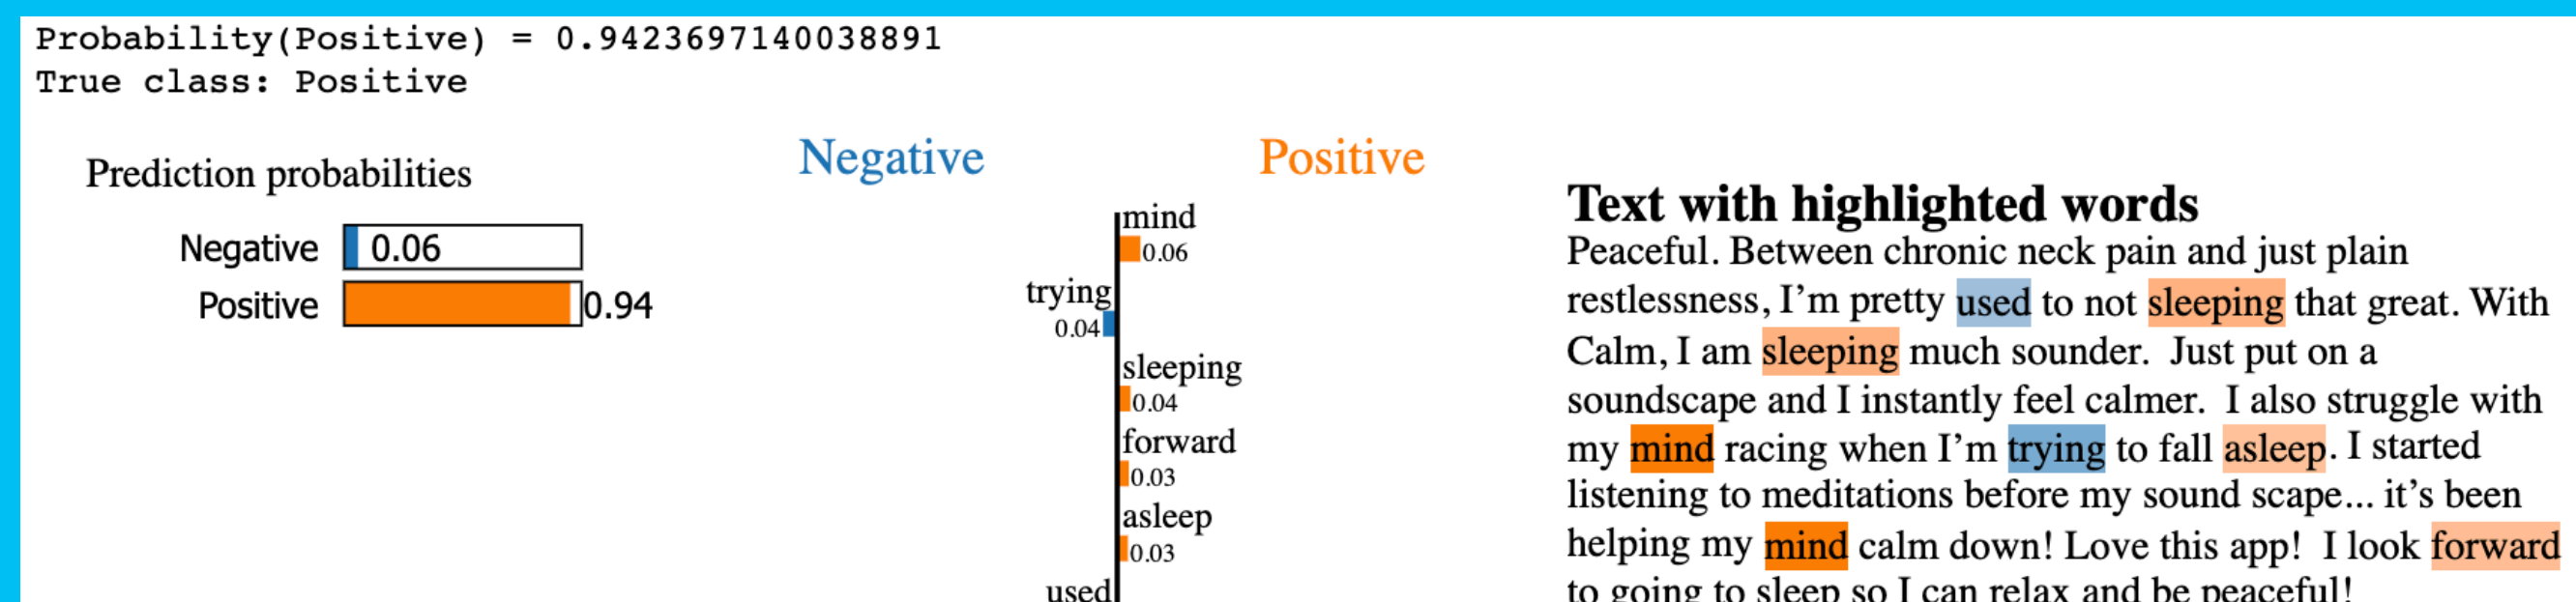 Probability(Positive) = 0.9423697140038891
True class: Positive
Prediction probabilities
Negative 0.06
Positive 0.94
Negative Positive
mind
0.06
trying
0.04
sleeping
0.04
forward
0.03
asleep
0.03
used
Text with highlighted words
Peaceful. Between chronic neck pain and just plain
restlessness, I’m pretty used to not sleeping that great. With
Calm, I am sleeping much sounder.  Just put on a
soundscape and I instantly feel calmer.  I also struggle with
my mind racing when I’m trying to fall asleep. I started
listening to meditations before my sound scape... it’s been
helping my mind calm down! Love this app!  I look forward
to going to sleep so I can relax and be peaceful!